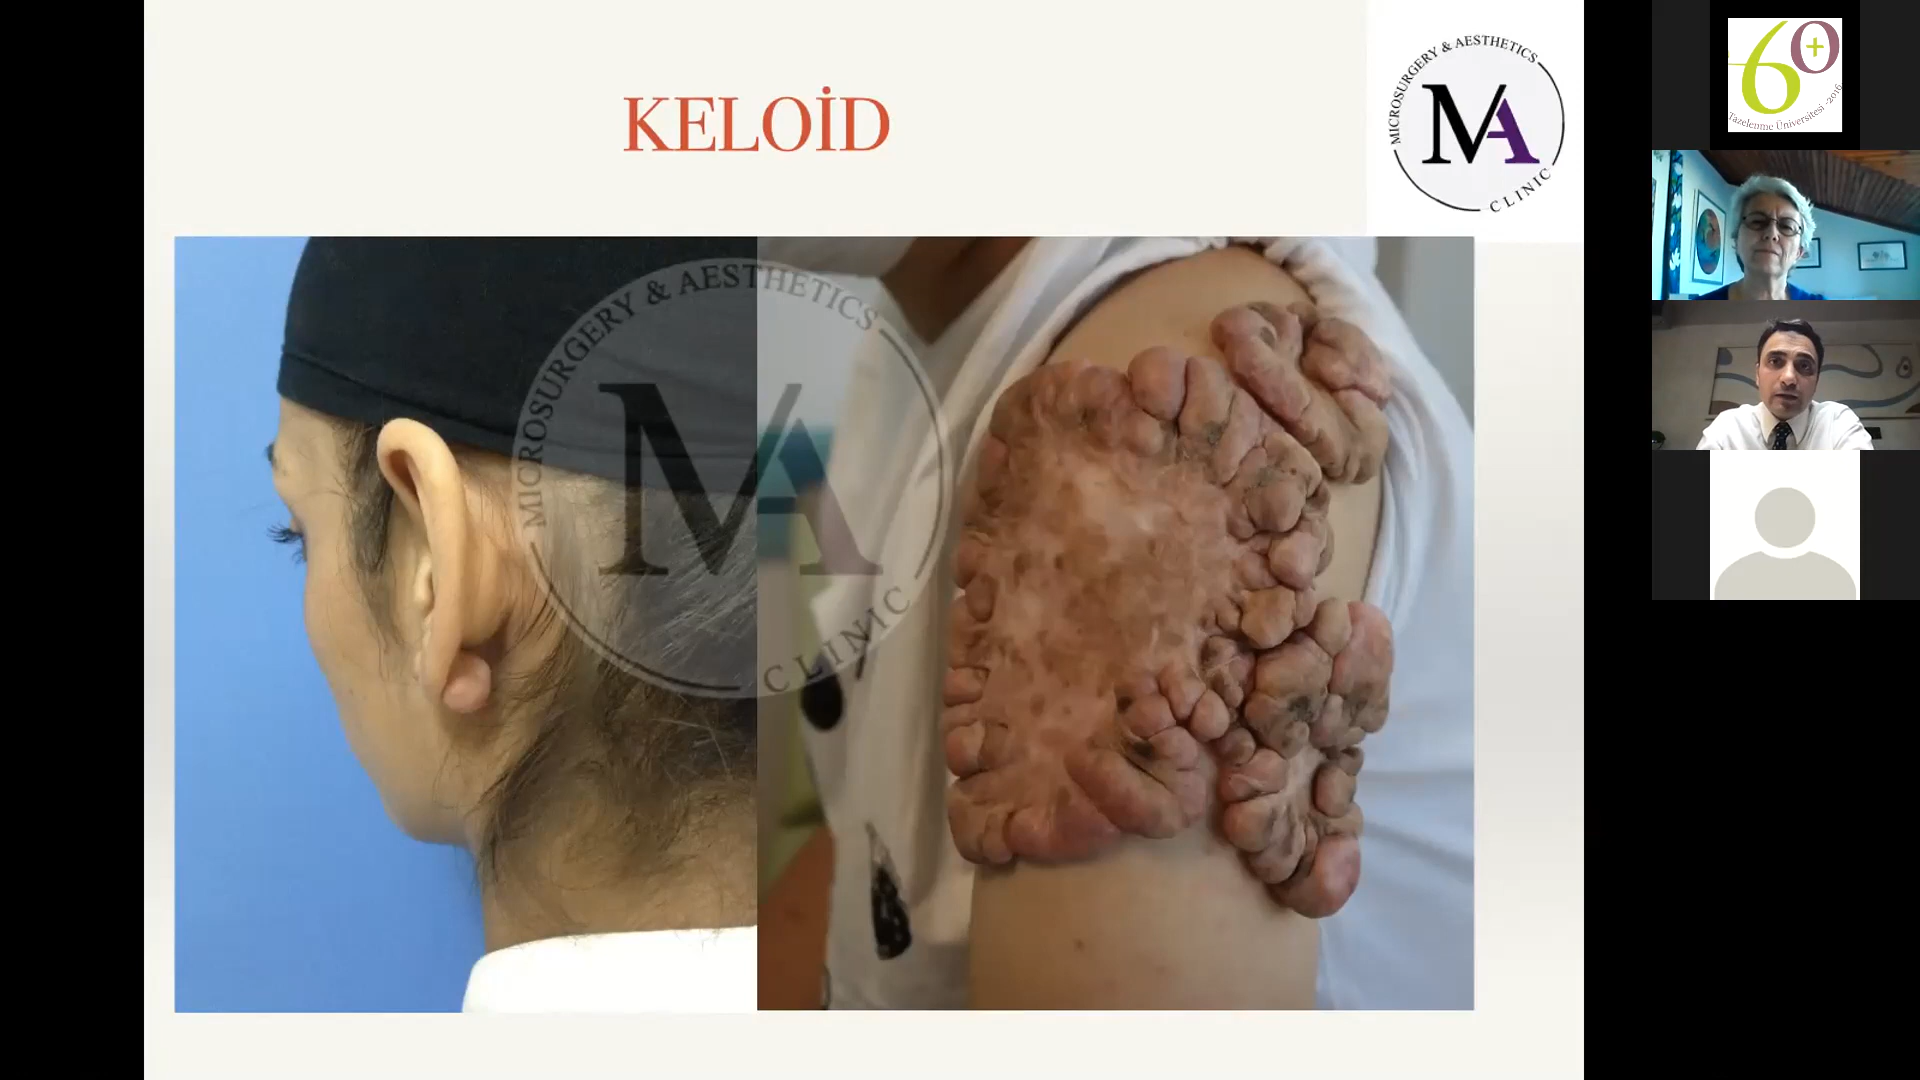 KELOİD
MICROSURGERY & AESTHETICS
MA
CLINIC
MICROSURGERY & AESTHETICS
MA
CLINIC
60+
Tazelenme Üniversitesi -2016